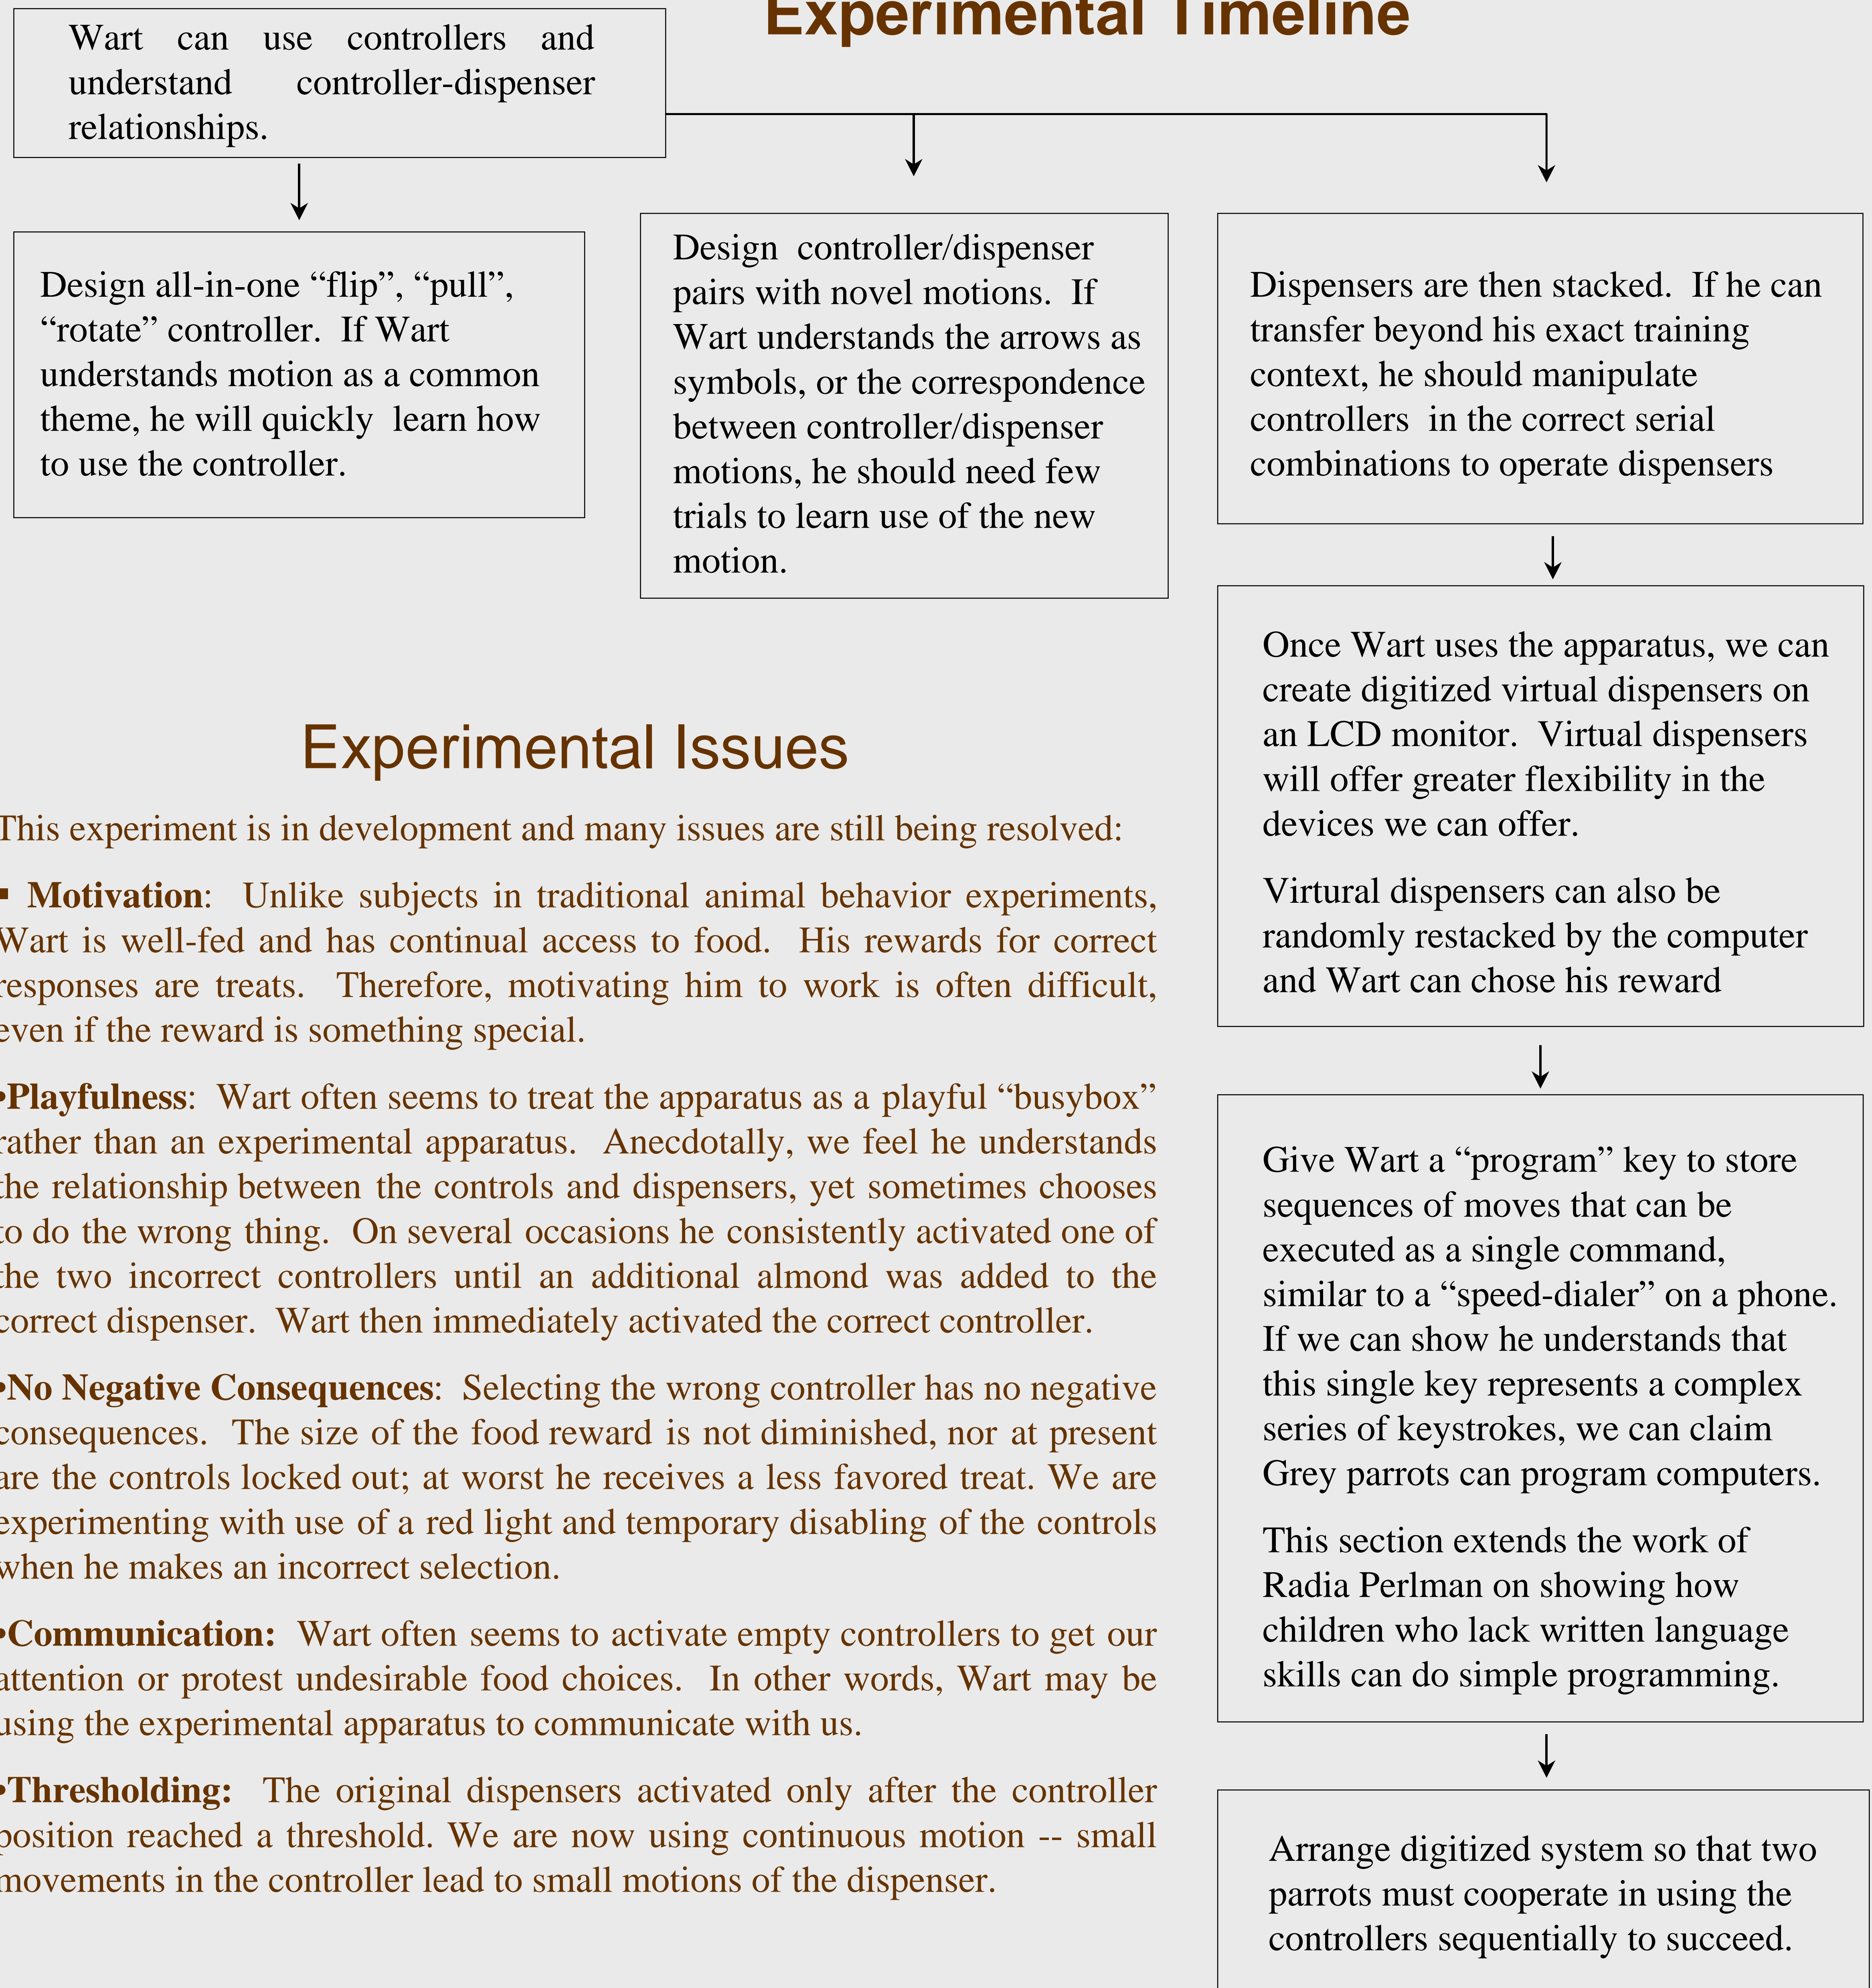 Experimental Timeline
Wart can use controllers and
understand controller-dispenser
relationships.
Design all-in-one “flip”, “pull”,
“rotate” controller. If Wart
understands motion as a common
theme, he will quickly learn how
to use the controller.
Design controller/dispenser
pairs with novel motions. If
Wart understands the arrows as
symbols, or the correspondence
between controller/dispenser
motions, he should need few
trials to learn use of the new
motion.
Dispensers are then stacked. If he can
transfer beyond his exact training
context, he should manipulate
controllers in the correct serial
combinations to operate dispensers
Once Wart uses the apparatus, we can
create digitized virtual dispensers on
an LCD monitor. Virtual dispensers
will offer greater flexibility in the
devices we can offer.
Virtural dispensers can also be
randomly restacked by the computer
and Wart can chose his reward
Give Wart a “program” key to store
sequences of moves that can be
executed as a single command,
similar to a “speed-dialer” on a phone.
If we can show he understands that
this single key represents a complex
series of keystrokes, we can claim
Grey parrots can program computers.
This section extends the work of
Radia Perlman on showing how
children who lack written language
skills can do simple programming.
Arrange digitized system so that two
parrots must cooperate in using the
controllers sequentially to succeed.
Experimental Issues
This experiment is in development and many issues are still being resolved:
▪ Motivation: Unlike subjects in traditional animal behavior experiments,
Wart is well-fed and has continual access to food. His rewards for correct
responses are treats. Therefore, motivating him to work is often difficult,
even if the reward is something special.
•Playfulness: Wart often seems to treat the apparatus as a playful “busybox”
rather than an experimental apparatus. Anecdotally, we feel he understands
the relationship between the controls and dispensers, yet sometimes chooses
to do the wrong thing. On several occasions he consistently activated one of
the two incorrect controllers until an additional almond was added to the
correct dispenser. Wart then immediately activated the correct controller.
•No Negative Consequences: Selecting the wrong controller has no negative
consequences. The size of the food reward is not diminished, nor at present
are the controls locked out; at worst he receives a less favored treat. We are
experimenting with use of a red light and temporary disabling of the controls
when he makes an incorrect selection.
•Communication: Wart often seems to activate empty controllers to get our
attention or protest undesirable food choices. In other words, Wart may be
using the experimental apparatus to communicate with us.
•Thresholding: The original dispensers activated only after the controller
position reached a threshold. We are now using continuous motion -- small
movements in the controller lead to small motions of the dispenser.